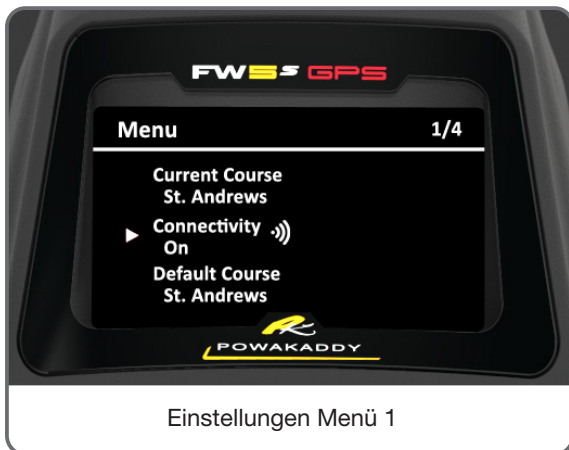 FW5s GPS
Menu 1/4
Current Course
St. Andrews
Connectivity
On
Default Course
St. Andrews
POWAKADDY
Einstellungen Menü 1